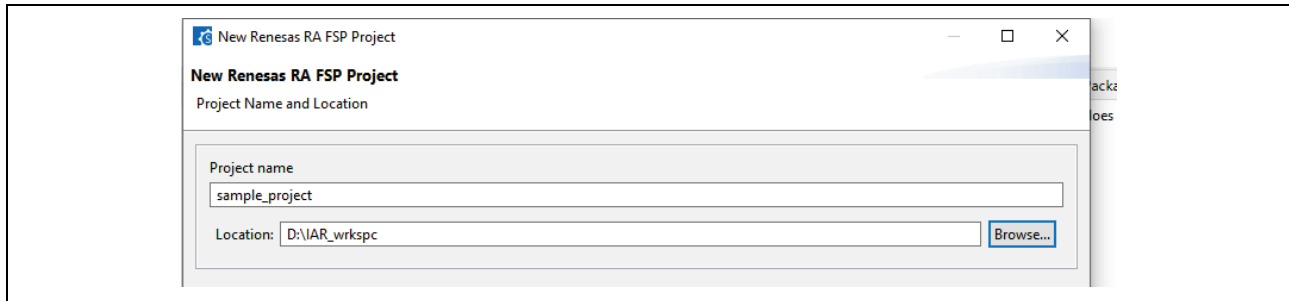 New Renesas RA FSP Project
New Renesas RA FSP Project
Project Name and Location
Project name
sample_project
Location: D:\IAR_wrkspc Browse...